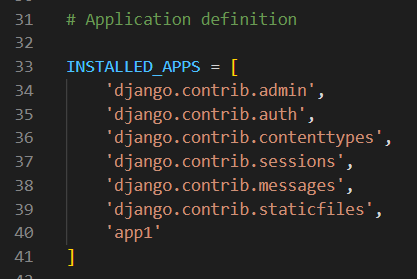 31 # Application definition
32
33 INSTALLED_APPS = [
34     'django.contrib.admin',
35     'django.contrib.auth',
36     'django.contrib.contenttypes',
37     'django.contrib.sessions',
38     'django.contrib.messages',
39     'django.contrib.staticfiles',
40     'app1'
41 ]